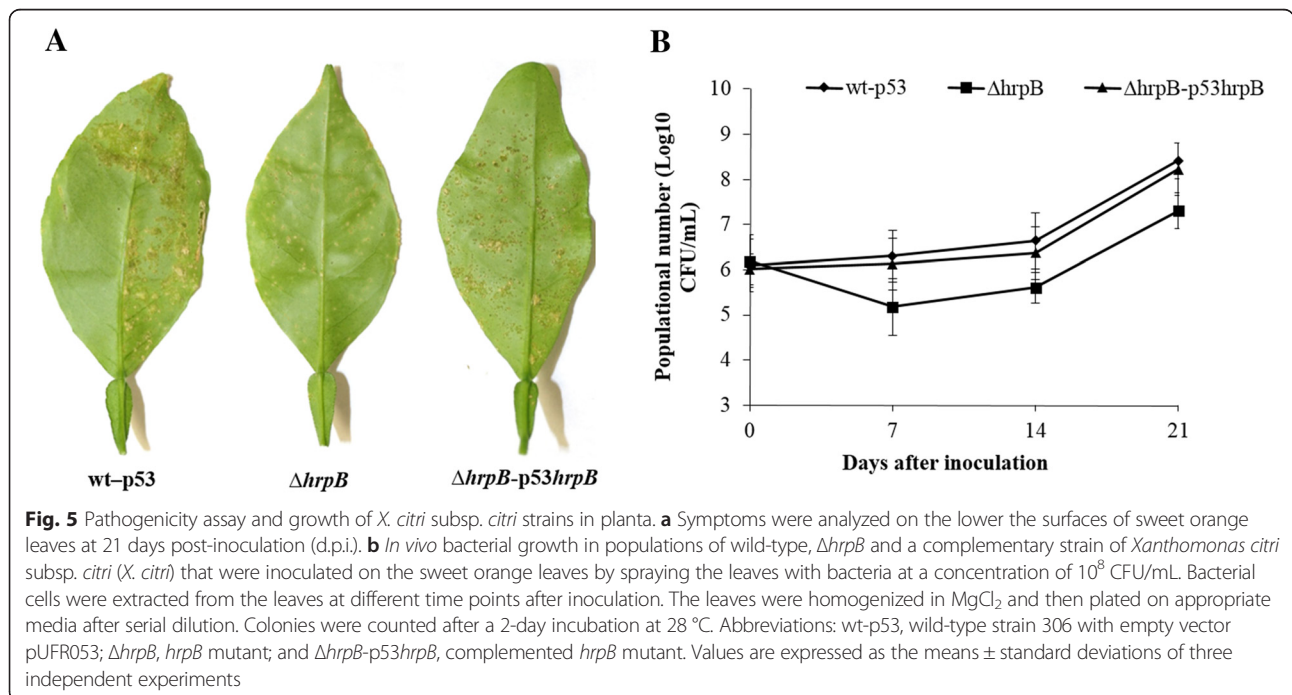 A
B
wt-p53
ΔhrpB
ΔhrpB-p53hrpB
10
9
8
7
6
5
4
3
Populational number (Log10
CFU/mL)
0
7
14
21
Days after inoculation
wt–p53
ΔhrpB
ΔhrpB-p53hrpB
Fig. 5 Pathogenicity assay and growth of X. citri subsp. citri strains in planta. a Symptoms were analyzed on the lower the surfaces of sweet orange
leaves at 21 days post-inoculation (d.p.i.). b In vivo bacterial growth in populations of wild-type, ΔhrpB and a complementary strain of Xanthomonas citri
subsp. citri (X. citri) that were inoculated on the sweet orange leaves by spraying the leaves with bacteria at a concentration of 10⁸ CFU/mL. Bacterial
cells were extracted from the leaves at different time points after inoculation. The leaves were homogenized in MgCl₂ and then plated on appropriate
media after serial dilution. Colonies were counted after a 2-day incubation at 28 °C. Abbreviations: wt-p53, wild-type strain 306 with empty vector
pUFR053; ΔhrpB, hrpB mutant; and ΔhrpB-p53hrpB, complemented hrpB mutant. Values are expressed as the means ± standard deviations of three
independent experiments